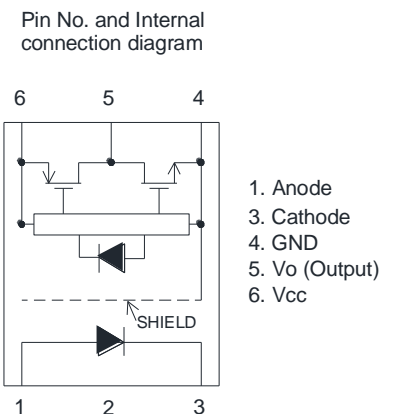 Pin No. and Internal
connection diagram
6 5 4
SHIELD
1 2 3
1. Anode
3. Cathode
4. GND
5. Vo (Output)
6. Vcc